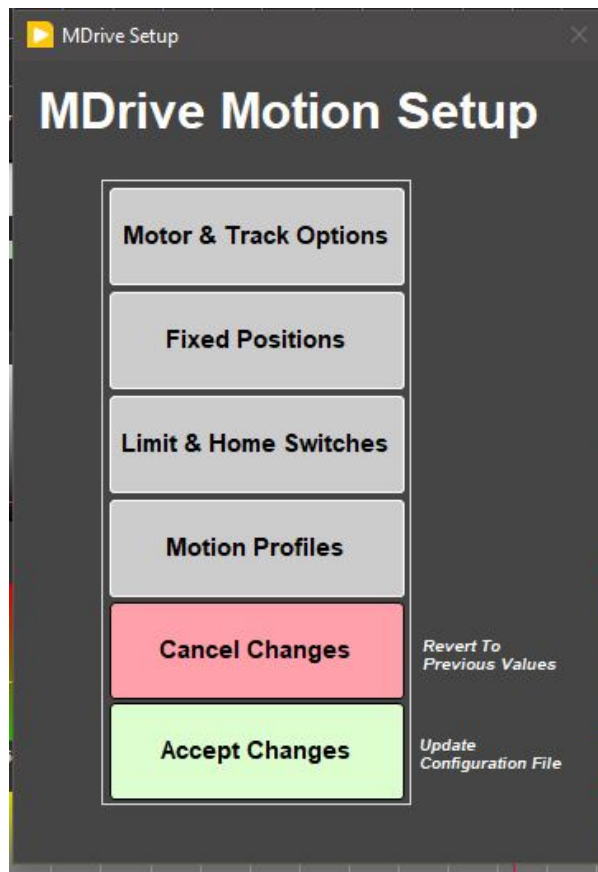 MDrive Setup
MDrive Motion Setup
Motor & Track Options
Fixed Positions
Limit & Home Switches
Motion Profiles
Cancel Changes
Revert To
Previous Values
Accept Changes
Update
Configuration File